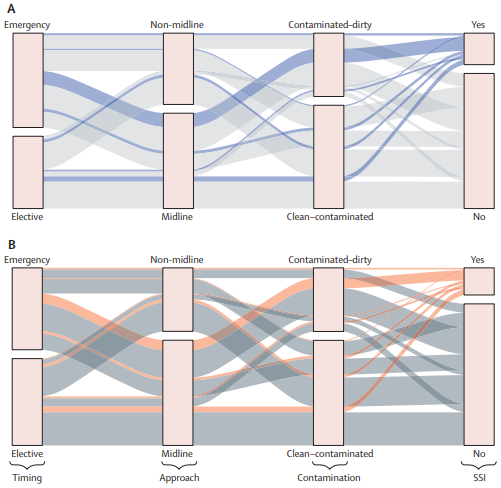 A
Emergency Non-midline Contaminated-dirty Yes
Elective Midline Clean-contaminated No
B
Emergency Non-midline Contaminated-dirty Yes
Elective Midline Clean-contaminated No
Timing Approach Contamination SSI